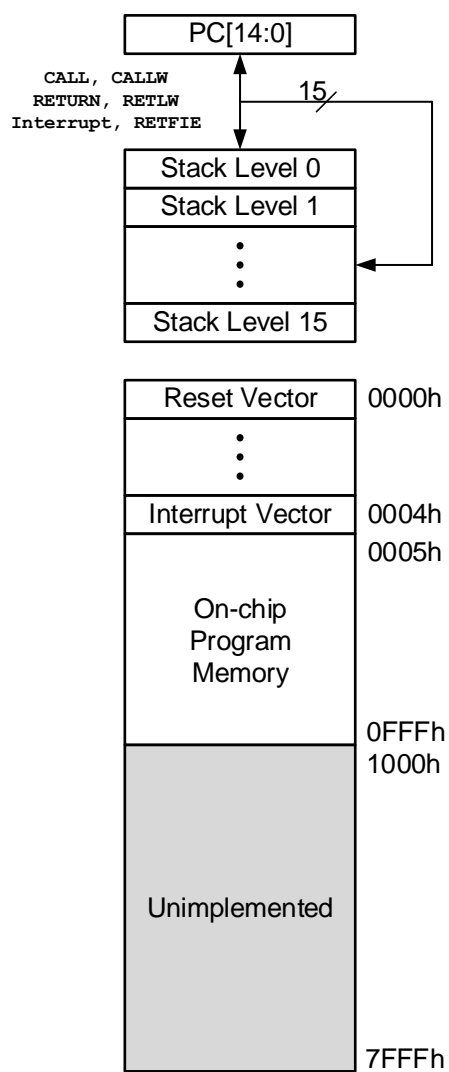 PC[14:0]
CALL, CALLW
RETURN, RETLW
Interrupt, RETFIE
15
Stack Level 0
Stack Level 1
Stack Level 15
Reset Vector
0000h
Interrupt Vector
0004h
0005h
On-chip
Program
Memory
0FFFh
1000h
Unimplemented
7FFFh